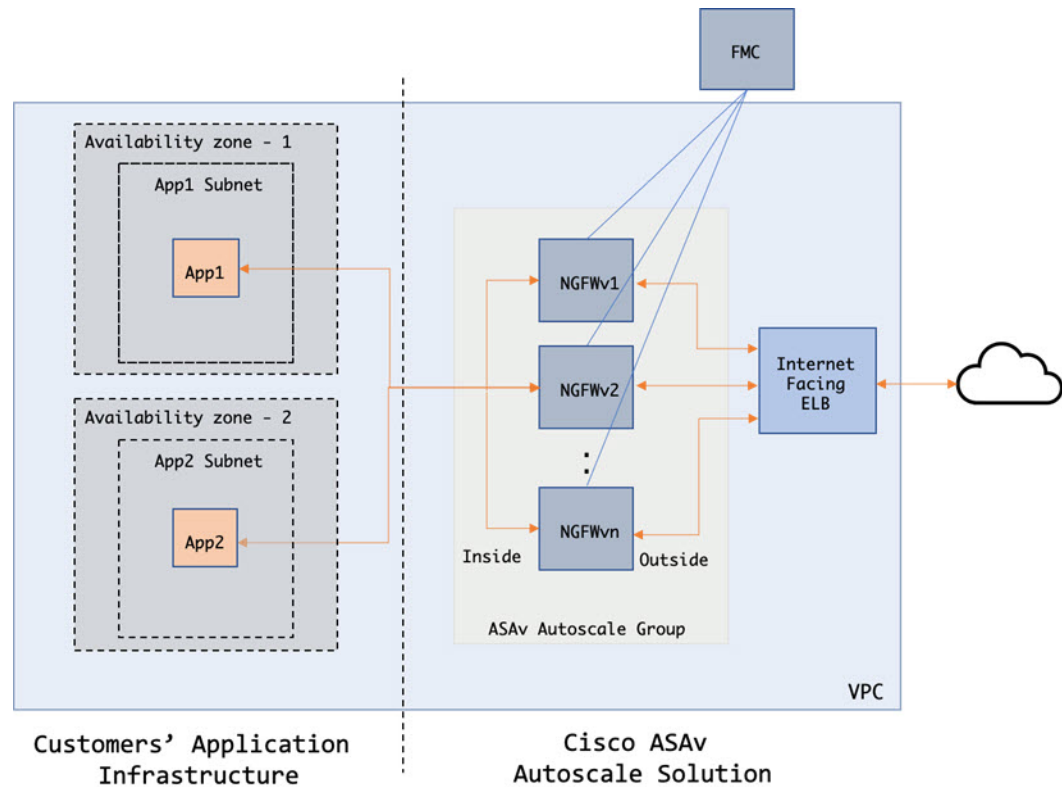 FMC
Availability zone - 1
App1 Subnet
App1
Availability zone - 2
App2 Subnet
App2
NGFWv1
NGFWv2
:
NGFWvn
Inside
Outside
ASAv Autoscale Group
Internet
Facing
ELB
VPC
Customers’ Application
Infrastructure
Cisco ASAv
Autoscale Solution